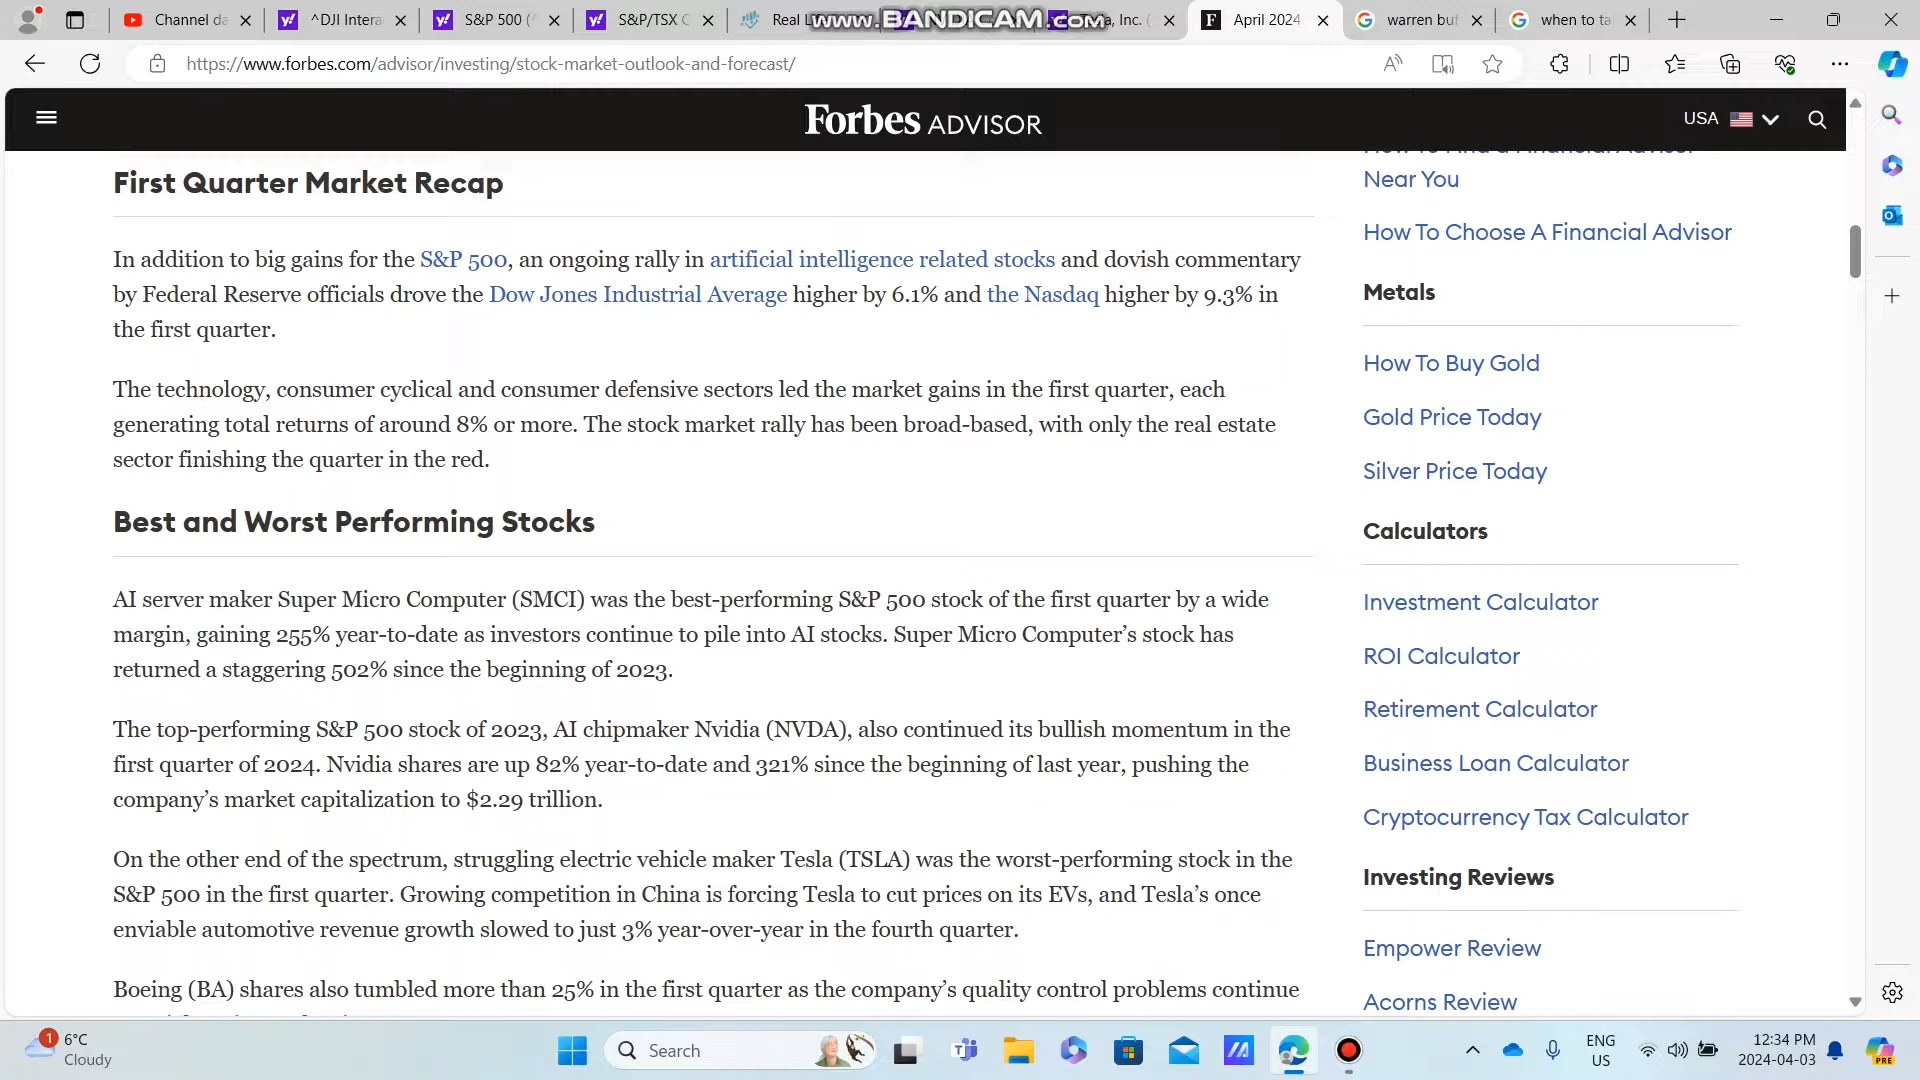 Channel da
^DJI Intera
S&P 500 (^
S&P/TSX C
Real Li
www.BANDICAM.com
Inc. (
April 2024
warren buf
when to ta
https://www.forbes.com/advisor/investing/stock-market-outlook-and-forecast/
Forbes ADVISOR
USA
First Quarter Market Recap
In addition to big gains for the S&P 500, an ongoing rally in artificial intelligence related stocks and dovish commentary
by Federal Reserve officials drove the Dow Jones Industrial Average higher by 6.1% and the Nasdaq higher by 9.3% in
the first quarter.
The technology, consumer cyclical and consumer defensive sectors led the market gains in the first quarter, each
generating total returns of around 8% or more. The stock market rally has been broad-based, with only the real estate
sector finishing the quarter in the red.
Best and Worst Performing Stocks
AI server maker Super Micro Computer (SMCI) was the best-performing S&P 500 stock of the first quarter by a wide
margin, gaining 255% year-to-date as investors continue to pile into AI stocks. Super Micro Computer’s stock has
returned a staggering 502% since the beginning of 2023.
The top-performing S&P 500 stock of 2023, AI chipmaker Nvidia (NVDA), also continued its bullish momentum in the
first quarter of 2024. Nvidia shares are up 82% year-to-date and 321% since the beginning of last year, pushing the
company’s market capitalization to $2.29 trillion.
On the other end of the spectrum, struggling electric vehicle maker Tesla (TSLA) was the worst-performing stock in the
S&P 500 in the first quarter. Growing competition in China is forcing Tesla to cut prices on its EVs, and Tesla’s once
enviable automotive revenue growth slowed to just 3% year-over-year in the fourth quarter.
Boeing (BA) shares also tumbled more than 25% in the first quarter as the company’s quality control problems continue
How To Find a Financial Advisor
Near You
How To Choose A Financial Advisor
Metals
How To Buy Gold
Gold Price Today
Silver Price Today
Calculators
Investment Calculator
ROI Calculator
Retirement Calculator
Business Loan Calculator
Cryptocurrency Tax Calculator
Investing Reviews
Empower Review
Acorns Review
1
6°C
Cloudy
Search
ENG
US
12:34 PM
2024-04-03
PRE